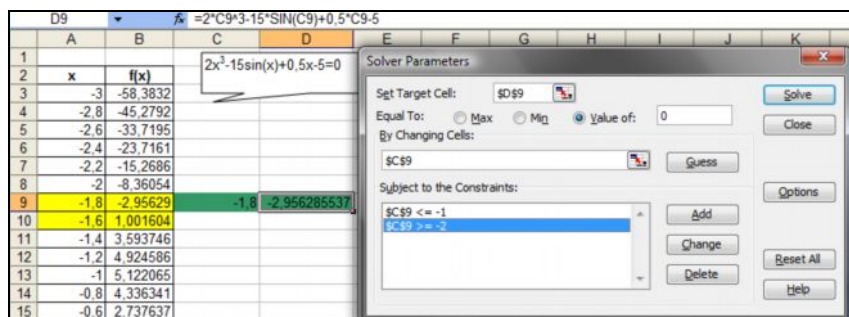 D9 fx =2*C9^3-15*SIN(C9)+0,5*C9-5
A B C D E F G H I J K
1
2 x f(x) 2x³-15sin(x)+0,5x-5=0
3 -3 -58,3832
4 -2,8 -45,2792
5 -2,6 -33,7195
6 -2,4 -23,7161
7 -2,2 -15,2686
8 -2 -8,36054
9 -1,8 -2,95629 -1,8 -2,956285537
10 -1,6 1,001604
11 -1,4 3,593746
12 -1,2 4,924586
13 -1 5,122065
14 -0,8 4,336341
15 -0,6 2,737637
Solver Parameters
Set Target Cell: $D$9 Solve
Equal To: Max Min Value of: 0 Close
By Changing Cells:
$C$9 Guess
Subject to the Constraints: Options
$C$9 <= -1 Add
$C$9 >= -2
Change
Reset All
Delete
Help